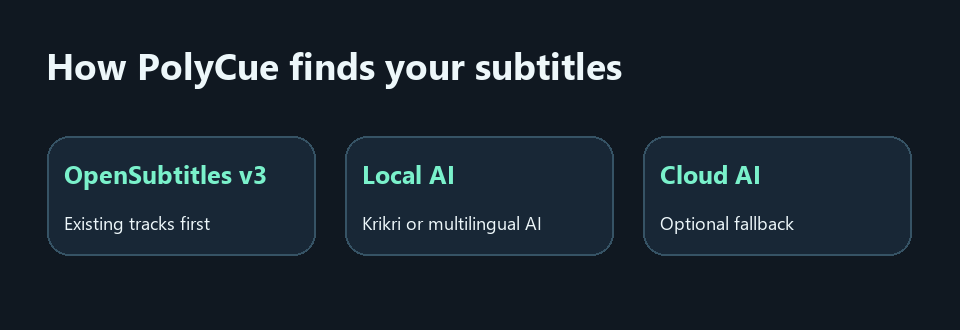 How PolyCue finds your subtitles
OpenSubtitles v3
Existing tracks first
Local AI
Krikri or multilingual AI
Cloud AI
Optional fallback